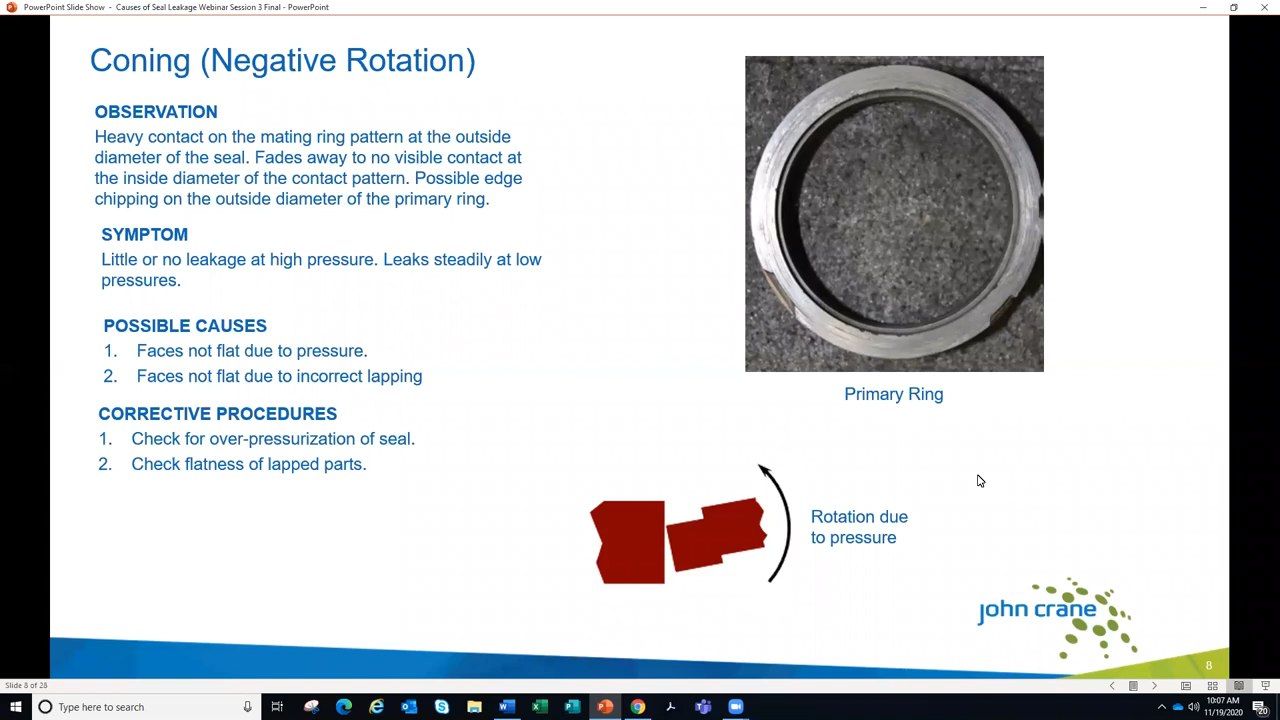 PowerPoint Slide Show - Causes of Seal Leakage Webinar Session 3 Final - PowerPoint
Coning (Negative Rotation)
OBSERVATION
Heavy contact on the mating ring pattern at the outside
diameter of the seal. Fades away to no visible contact at
the inside diameter of the contact pattern. Possible edge
chipping on the outside diameter of the primary ring.
SYMPTOM
Little or no leakage at high pressure. Leaks steadily at low
pressures.
POSSIBLE CAUSES
1. Faces not flat due to pressure.
2. Faces not flat due to incorrect lapping
CORRECTIVE PROCEDURES
1. Check for over-pressurization of seal.
2. Check flatness of lapped parts.
Primary Ring
Rotation due
to pressure
john crane
8
Slide 8 of 28
Type here to search
10:07 AM
11/19/2020
20